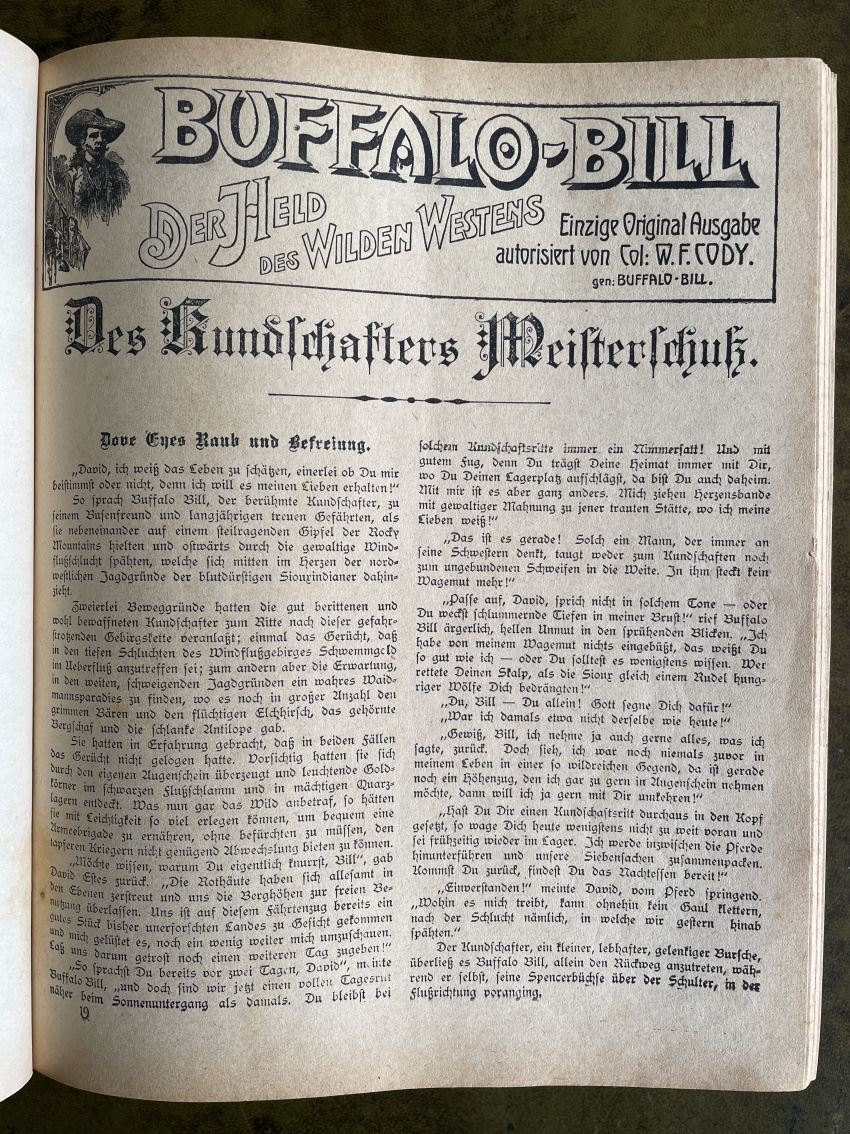 BUFFALO-BILL
DER HELD
DES WILDEN WESTENS
Einzige Original Ausgabe
autorisiert von Col: W. F. CODY.
gen: BUFFALO-BILL.
Des Kundschafters Meisterschuß.
Dove Eyes Raub und Befreiung.
„David, ich weiß das Leben zu schätzen, einerlei ob Du mir
beistimmst oder nicht, denn ich will es meinen Lieben erhalten!“
So sprach Buffalo Bill, der berühmte Kundschafter, zu
seinem Busenfreund und langjährigen treuen Gefährten, als
sie nebeneinander auf einem steilragenden Gipfel der Rocky
Mountains hielten und ostwärts durch die gewaltige Wind-
flußschlucht spähten, welche sich mitten im Herzen der nord-
westlichen Jagdgründe der blutdürstigen Siouxindianer dahin-
zieht.
Zweierlei Beweggründe hatten die gut berittenen und
wohl bewaffneten Kundschafter zum Ritte nach dieser gefahr-
strotzenden Gebirgskette veranlaßt; einmal das Gerücht, daß
in den tiefen Schluchten des Windflußgebirges Schwemmgold
im Ueberfluß anzutreffen sei; zum andern aber die Erwartung,
in den weiten, schweigenden Jagdgründen ein wahres Waid-
mannsparadies zu finden, wo es noch in großer Anzahl den
grimmen Bären und den flüchtigen Elchhirsch, das gehörnte
Bergschaf und die schlanke Antilope gab.
Sie hatten in Erfahrung gebracht, daß in beiden Fällen
das Gerücht nicht gelogen hatte. Vorsichtig hatten sie sich
durch den eigenen Augenschein überzeugt und leuchtende Gold-
körner im schwarzen Flußschlamm und in mächtigen Quarz-
lagern entdeckt. Was nun gar das Wild anbetraf, so hätten
sie mit Leichtigkeit so viel erlegen können, um bequem eine
Armeebrigade zu ernähren, ohne befürchten zu müssen, den
tapferen Kriegern nicht genügend Abwechslung bieten zu können.
„Möchte wissen, warum Du eigentlich knurrst, Bill“, gab
David Estes zurück. „Die Rothäute haben sich allesamt in
den Ebenen zerstreut und uns die Berghöhen zur freien Be-
nutzung überlassen. Uns ist auf diesem Fährtenzug bereits ein
gutes Stück bisher unerforschten Landes zu Gesicht gekommen
und mich gelüstet es, noch ein wenig weiter mich umzuschauen.
Laß uns darum getrost noch einen weiteren Tag zugeben!“
„So sprachst Du bereits vor zwei Tagen, David“, meinte
Buffalo Bill, „und doch sind wir jetzt einen vollen Tagesritt
näher beim Sonnenuntergang als damals. Du bleibst bei
19
solchem Kundschaftsritte immer ein Nimmersatt! Und mit
gutem Fug, denn Du trägst Deine Heimat immer mit Dir,
wo Du Deinen Lagerplatz aufschlägst, da bist Du auch daheim.
Mit mir ist es aber ganz anders. Mich ziehen Herzensbande
mit gewaltiger Mahnung zu jener trauten Stätte, wo ich meine
Lieben weiß!“
„Das ist es gerade! Solch ein Mann, der immer an
seine Schwestern denkt, taugt weder zum Kundschaften noch
zum ungebundenen Schweifen in die Weite. In ihm steckt kein
Wagemut mehr!“
„Passe auf, David, sprich nicht in solchem Tone — oder
Du weckst schlummernde Tiefen in meiner Brust!“ rief Buffalo
Bill ärgerlich, hellen Unmut in den sprühenden Blicken. „Ich
habe von meinem Wagemut nichts eingebüßt, das weißt Du
so gut wie ich — oder Du solltest es wenigstens wissen. Wer
rettete Deinen Skalp, als die Sioux gleich einem Rudel hung-
riger Wölfe Dich bedrängten!“
„Du, Bill — Du allein! Gott segne Dich dafür!“
„War ich damals etwa nicht derselbe wie heute!“
„Gewiß, Bill, ich nehme ja auch gerne alles, was ich
sagte, zurück. Doch sieh, ich war noch niemals zuvor in
meinem Leben in einer so wildreichen Gegend, da ist gerade
noch ein Höhenzug, den ich gar zu gern in Augenschein nehmen
möchte, dann will ich ja gern mit Dir umkehren!“
„Hast Du Dir einen Kundschaftsrit durchaus in den Kopf
gesetzt, so wage Dich heute wenigstens nicht zu weit voran und
sei frühzeitig wieder im Lager. Ich werde inzwischen die Pferde
hinunterführen und unsere Siebensachen zusammenpacken.
Kommst Du zurück, findest Du das Nachtessen bereit!“
„Einverstanden!“ meinte David, vom Pferd springend.
„Wohin es mich treibt, kann ohnehin kein Gaul klettern,
nach der Schlucht nämlich, in welche wir gestern hinab
spähten.“
Der Kundschafter, ein kleiner, lebhafter, gelenkiger Bursche,
überließ es Buffalo Bill, allein den Rückweg anzutreten, wäh-
rend er selbst, seine Spencerbüchse über der Schulter, in der
Flußrichtung voranging.